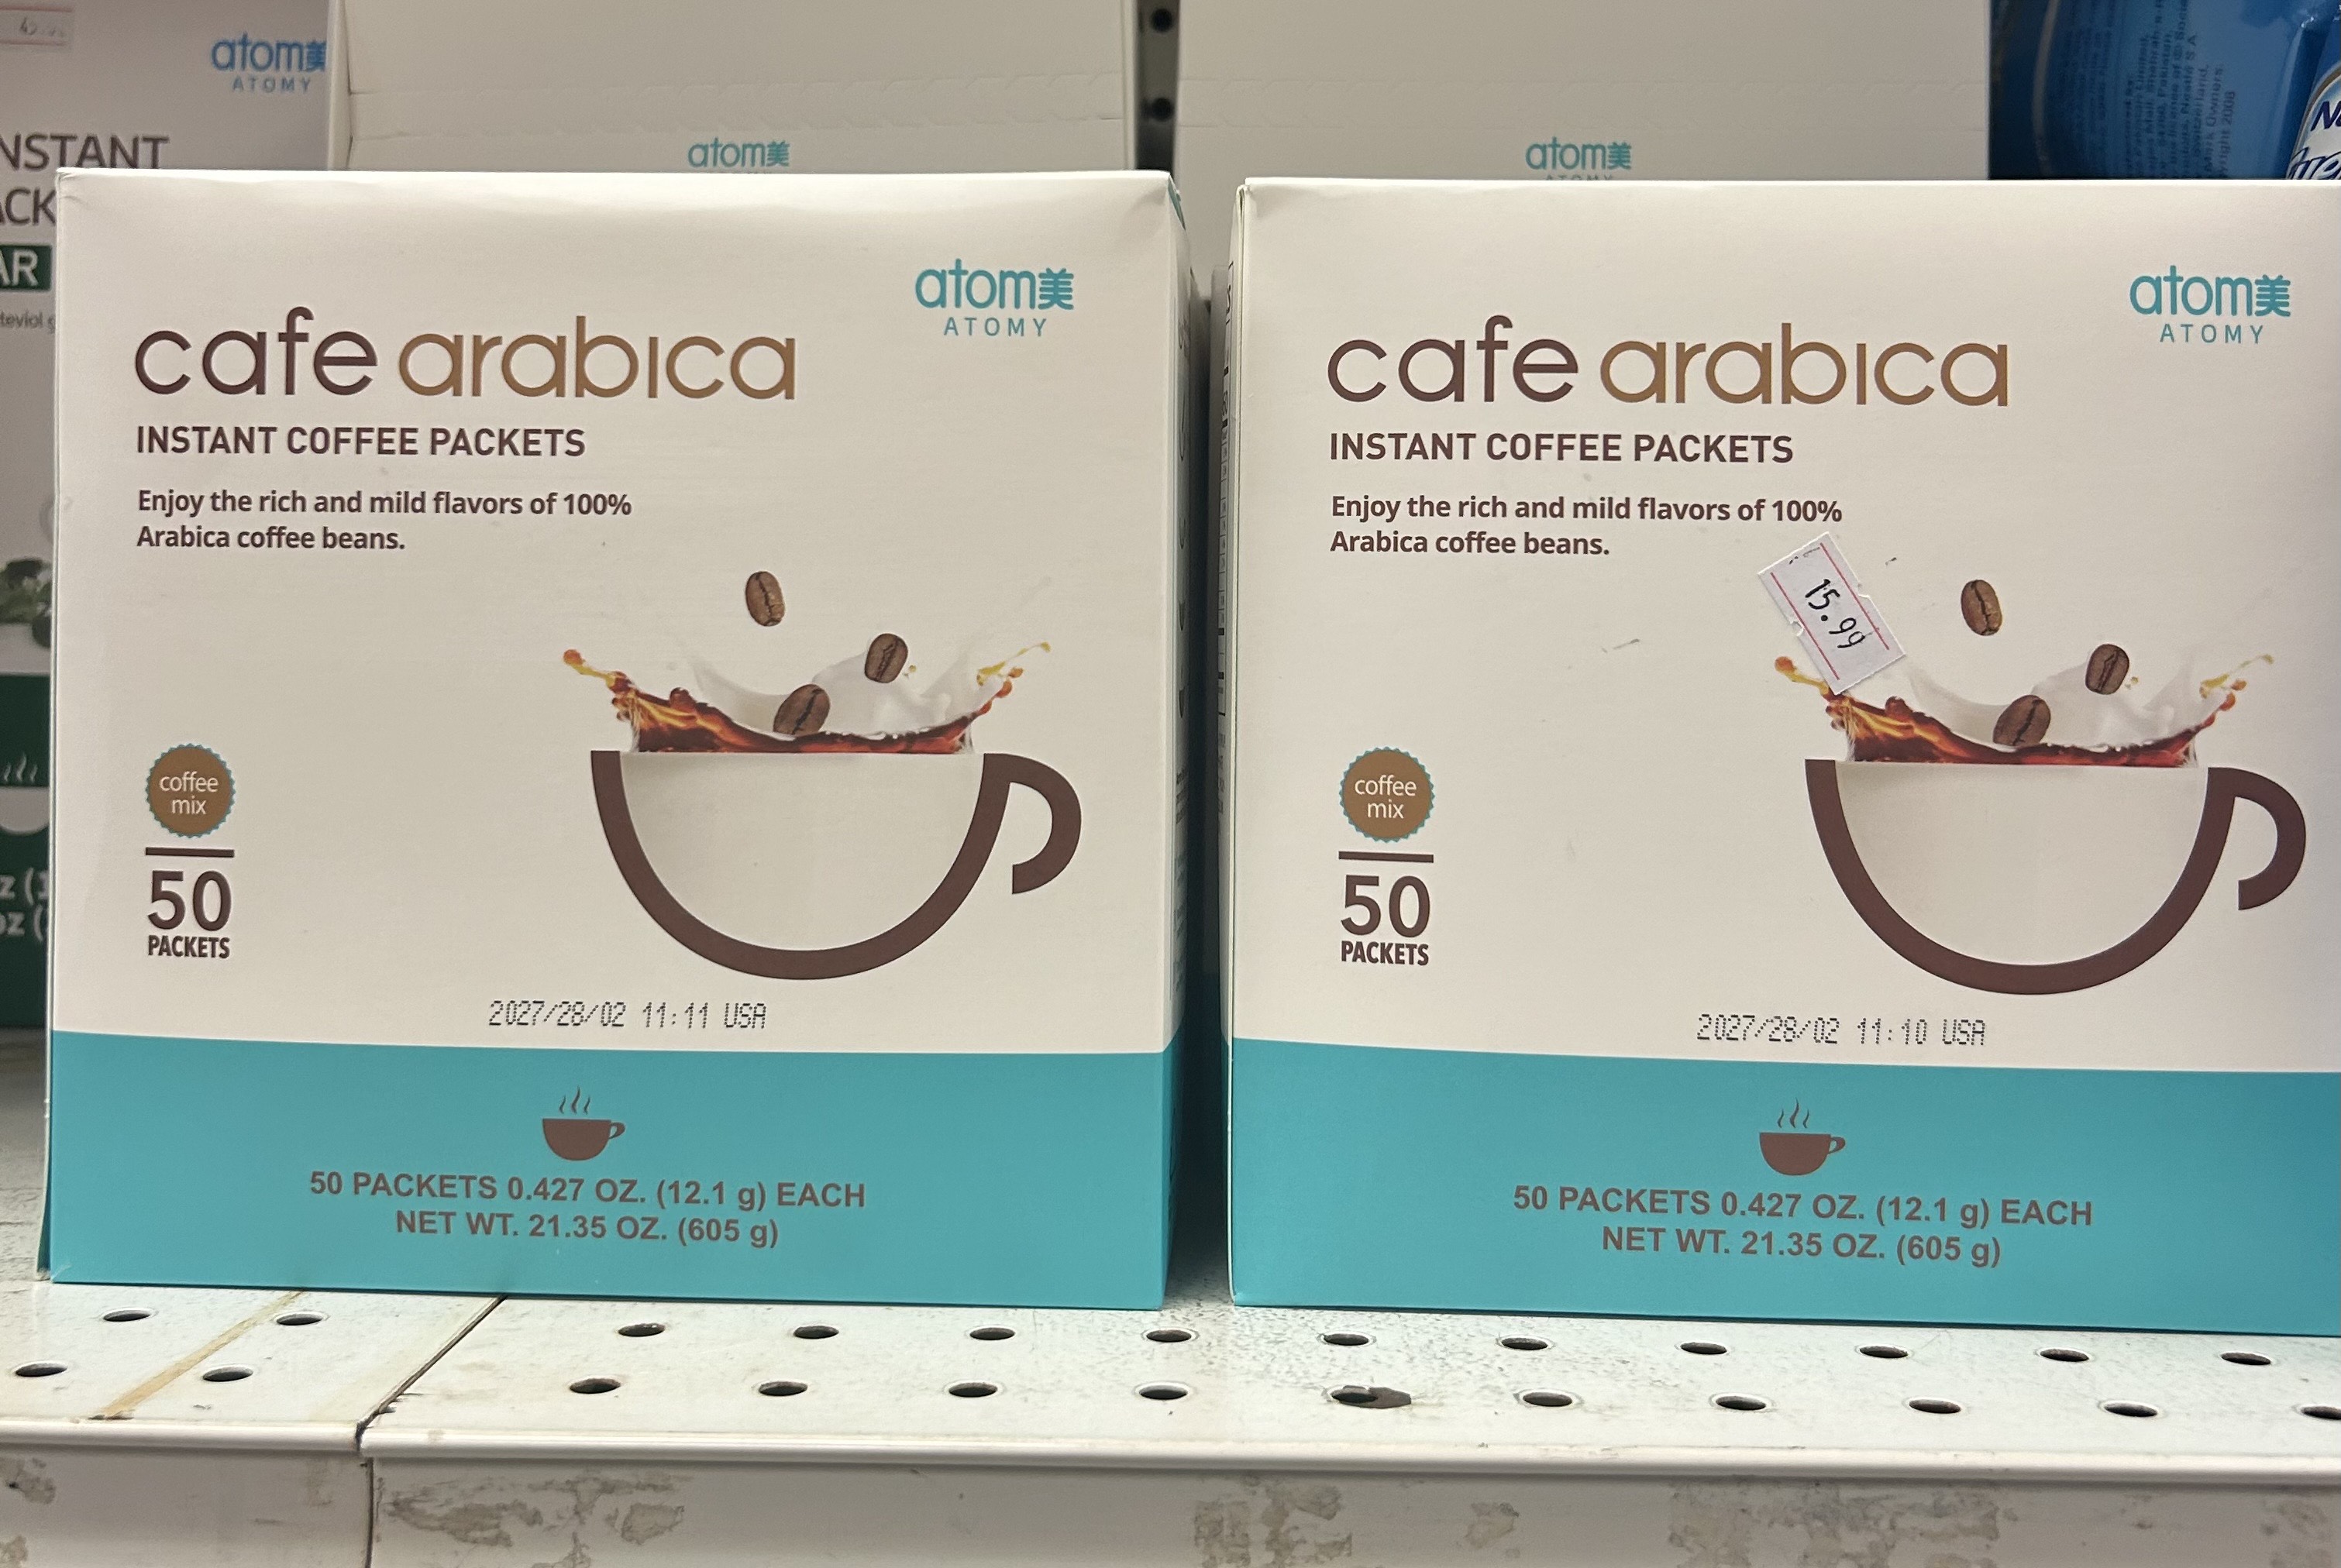 atom美
ATOMY
NSTANT
ACK
AR
teviol
atom美
atom美
cafe arabica
atom美
ATOMY
INSTANT COFFEE PACKETS
Enjoy the rich and mild flavors of 100%
Arabica coffee beans.
coffee
mix
50
PACKETS
2027/28/02 11:11 USA
50 PACKETS 0.427 OZ. (12.1 g) EACH
NET WT. 21.35 OZ. (605 g)
cafe arabica
atom美
ATOMY
INSTANT COFFEE PACKETS
Enjoy the rich and mild flavors of 100%
Arabica coffee beans.
15.99
coffee
mix
50
PACKETS
2027/28/02 11:10 USA
50 PACKETS 0.427 OZ. (12.1 g) EACH
NET WT. 21.35 OZ. (605 g)